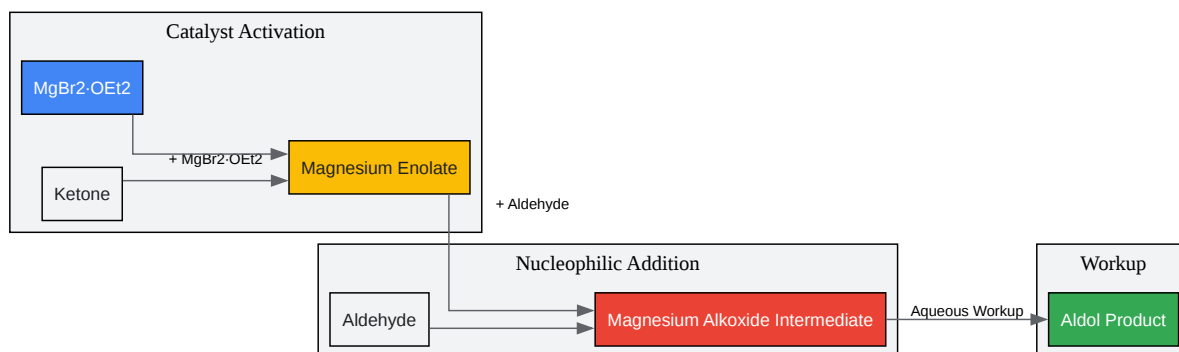 Catalyst Activation
MgBr2·OEt2
+ MgBr2·OEt2
Magnesium Enolate
Ketone
+ Aldehyde
Nucleophilic Addition
Workup
Aldehyde
Magnesium Alkoxide Intermediate
Aqueous Workup
Aldol Product